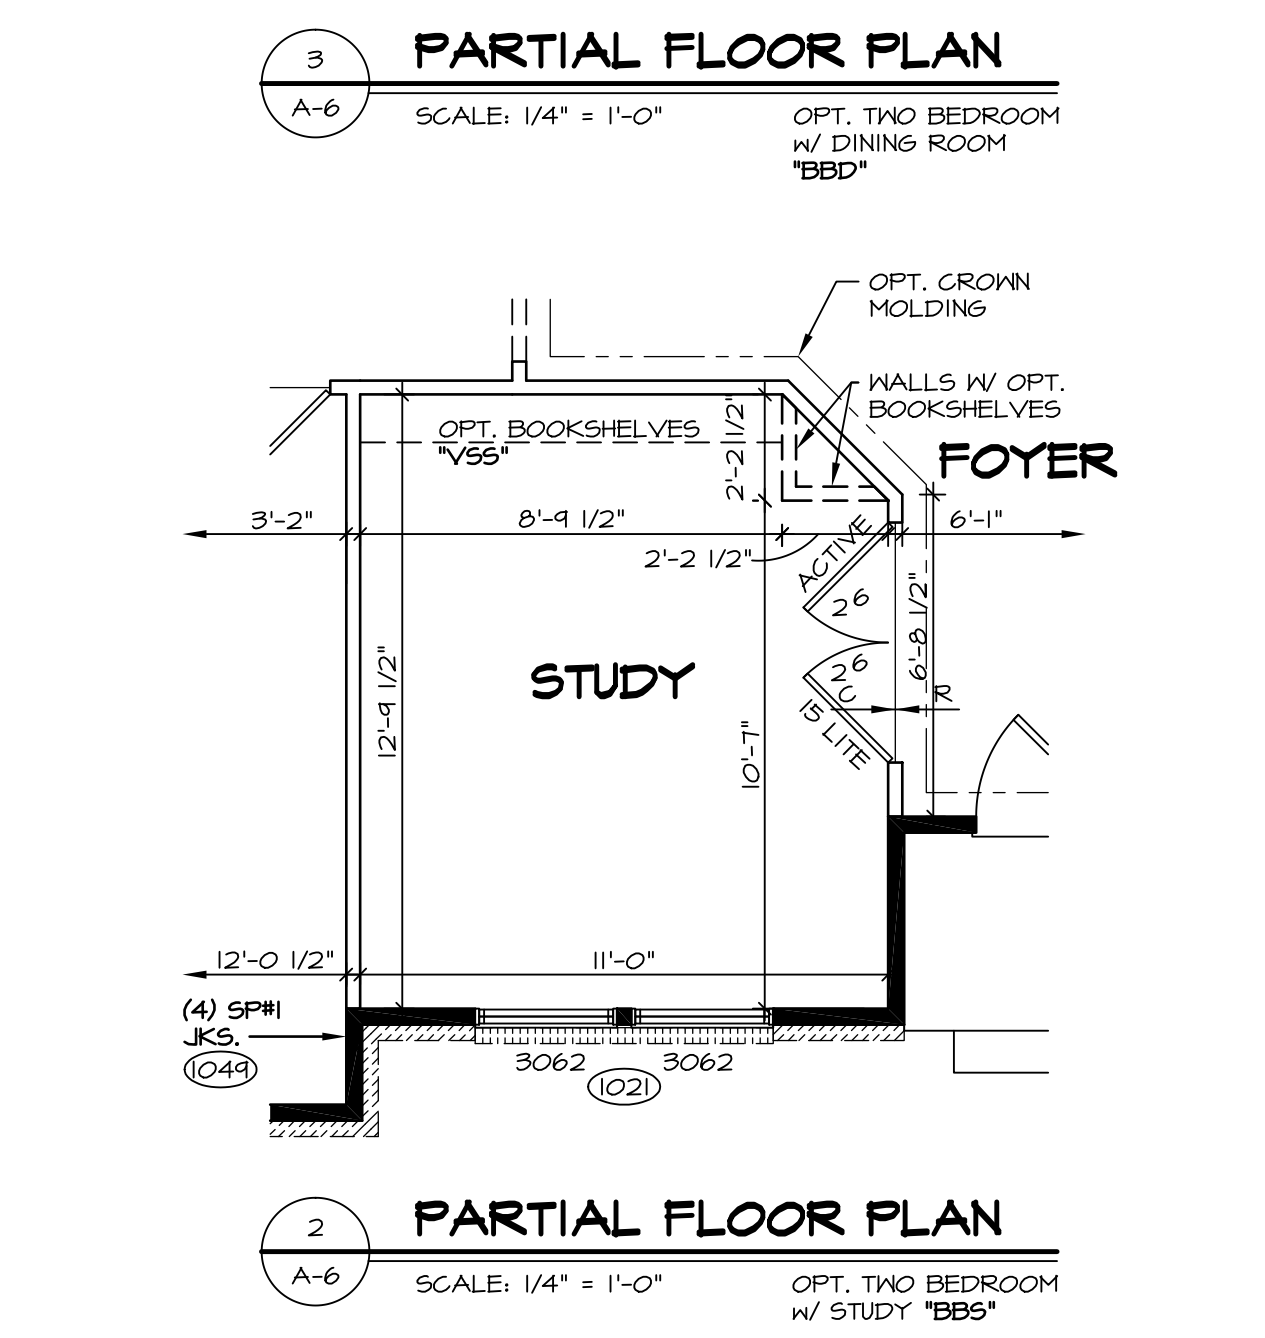 3
PARTIAL FLOOR PLAN
A-6
SCALE: 1/4" = 1'-0"
OPT. TWO BEDROOM
w/ DINING ROOM
"BBD"
OPT. CROWN
MOLDING
WALLS W/ OPT.
BOOKSHELVES
OPT. BOOKSHELVES
"VSS"
2'-2 1/2"
FOYER
3'-2"
8'-9 1/2"
6'-1"
2'-2 1/2"
ACTIVE
26
6'-8 1/2"
12'-9 1/2"
STUDY
26
C
R
15 LITE
10'-7"
12'-0 1/2"
11'-0"
(4) SP#1
JKS.
1049
3062
3062
1021
2
PARTIAL FLOOR PLAN
A-6
SCALE: 1/4" = 1'-0"
OPT. TWO BEDROOM
w/ STUDY "BBS"